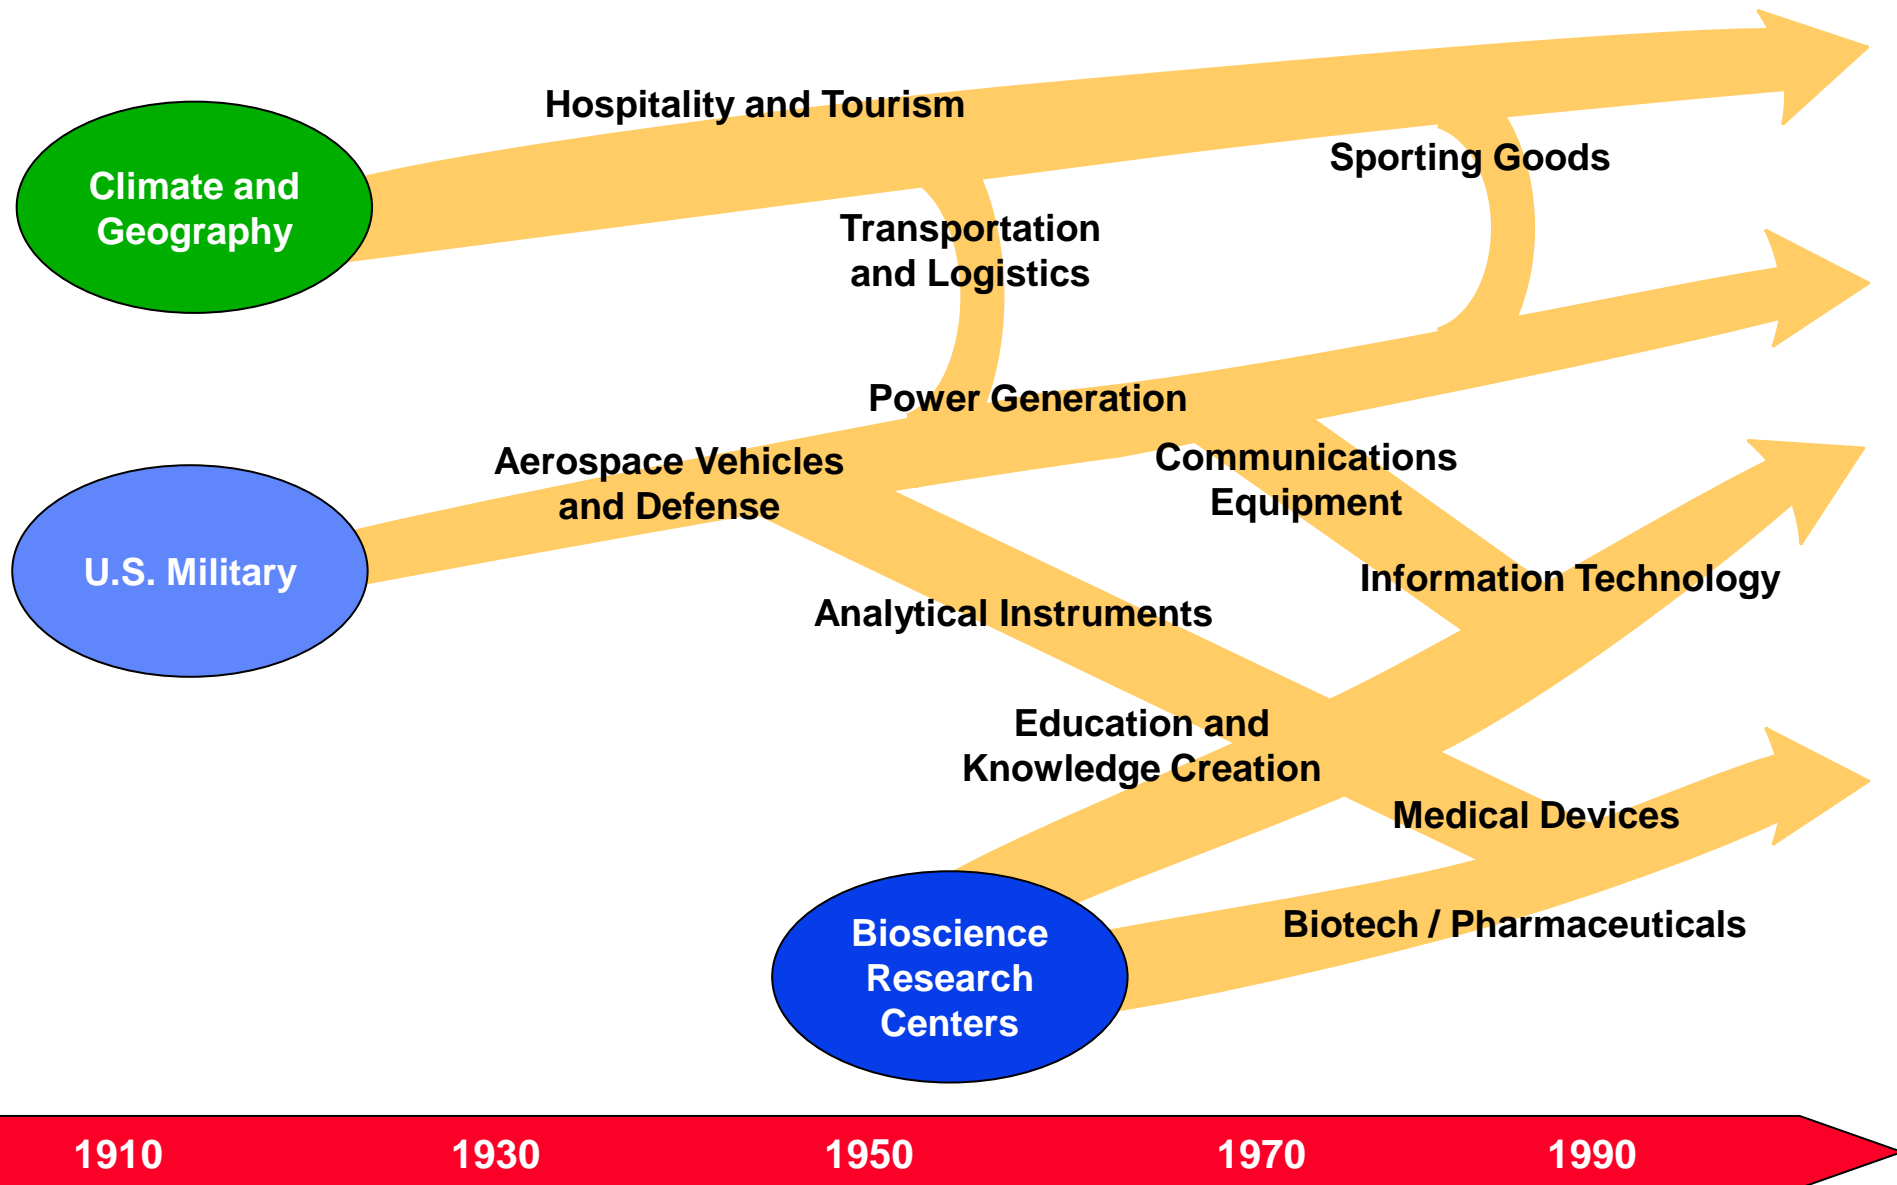 Hospitality and Tourism
Climate and
Geography
Sporting Goods
Transportation
and Logistics
Power Generation
Aerospace Vehicles
and Defense
Communications
Equipment
U.S. Military
Information Technology
Analytical Instruments
Education and
Knowledge Creation
Medical Devices
Biotech / Pharmaceuticals
Bioscience
Research
Centers
1910 1930 1950 1970 1990